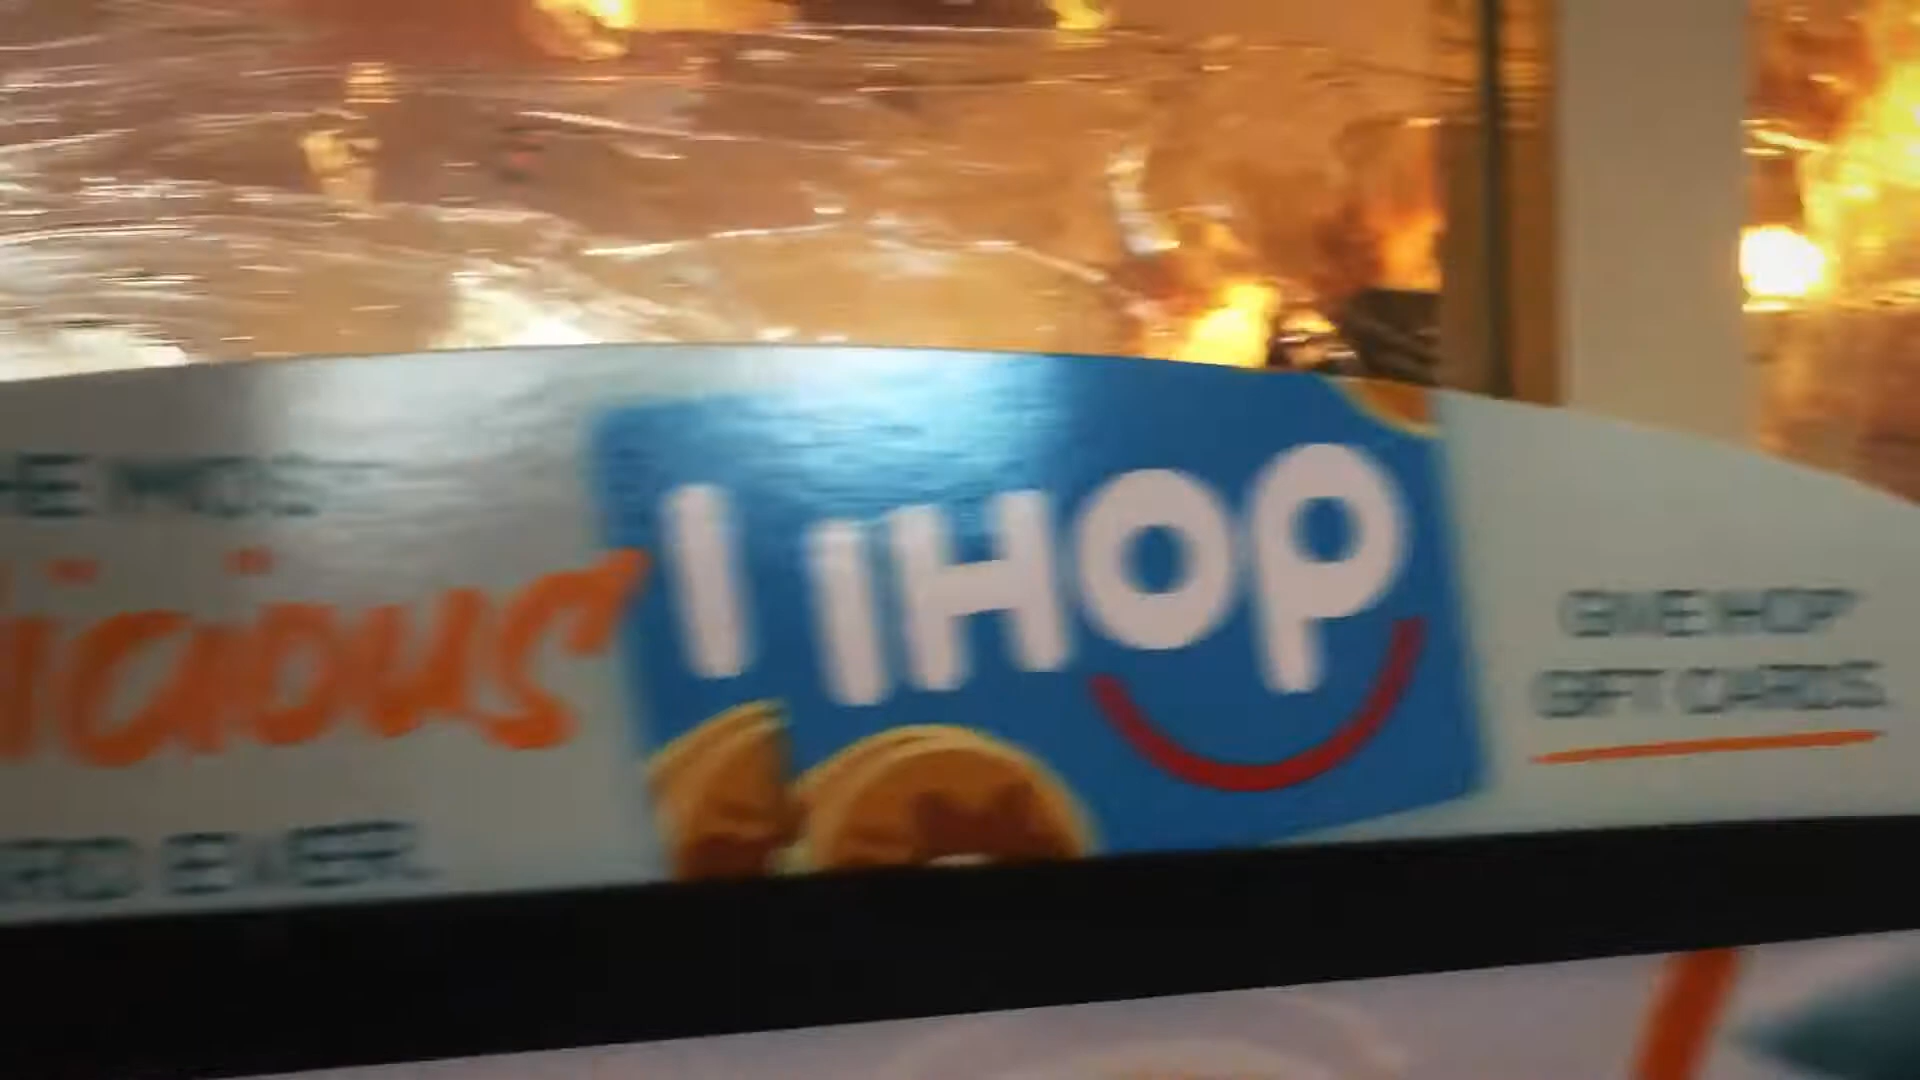 HE MOST
licious
RD EVER.
IHOP
GIVE IHOP
GIFT CARDS.